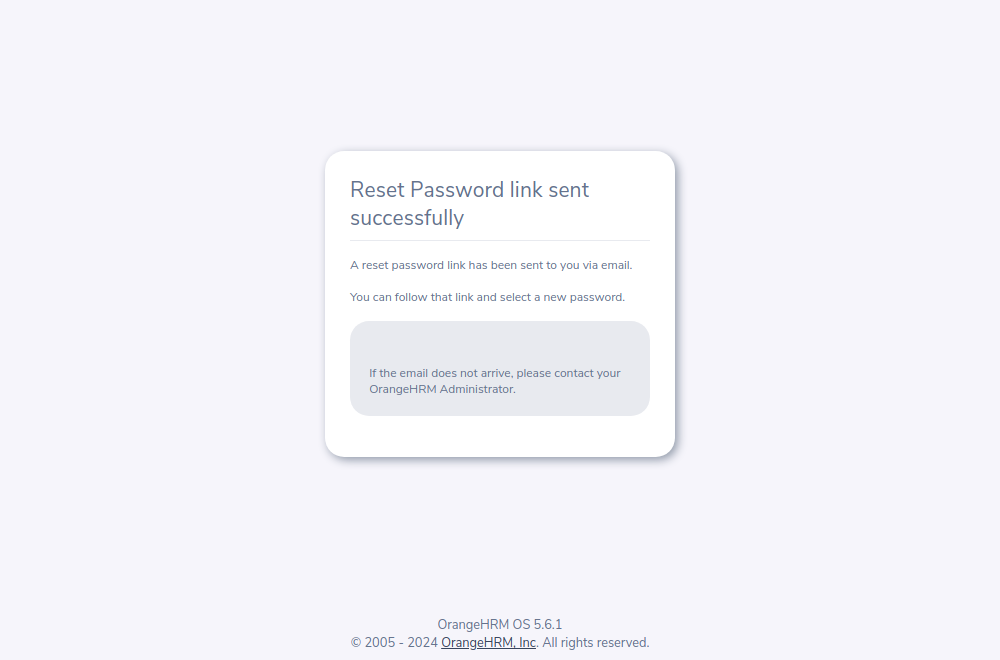 Reset Password link sent
successfully
A reset password link has been sent to you via email.
You can follow that link and select a new password.
If the email does not arrive, please contact your
OrangeHRM Administrator.
OrangeHRM OS 5.6.1
© 2005 - 2024 OrangeHRM, Inc. All rights reserved.